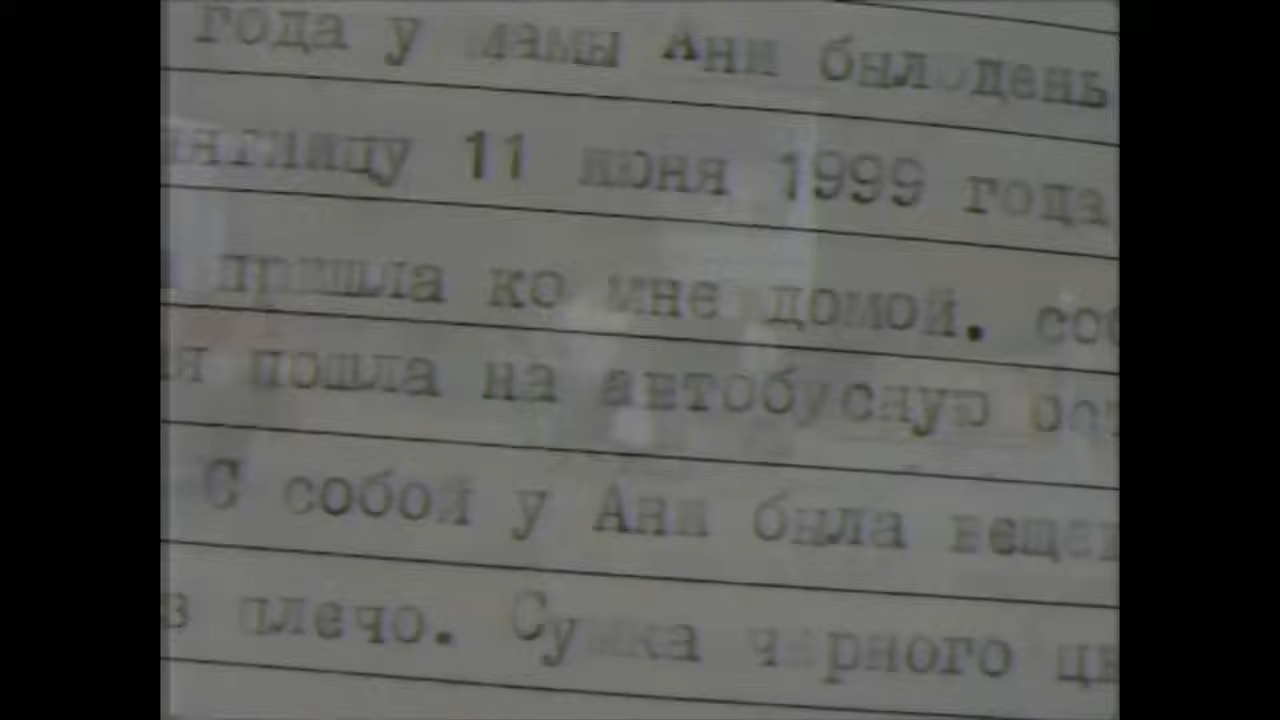 года у мамы Ани был день
11 июня 1999 года
пришла ко мне домой.
пошла на автобусную
С собой у Ани была
плечо. Сумка черного